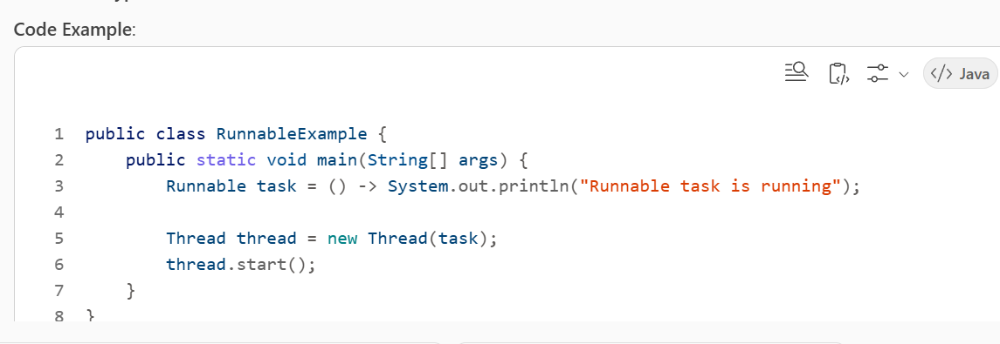 Code Example:
</> Java
1 public class RunnableExample {
2     public static void main(String[] args) {
3         Runnable task = () -> System.out.println("Runnable task is running");
4
5         Thread thread = new Thread(task);
6         thread.start();
7     }
8 }